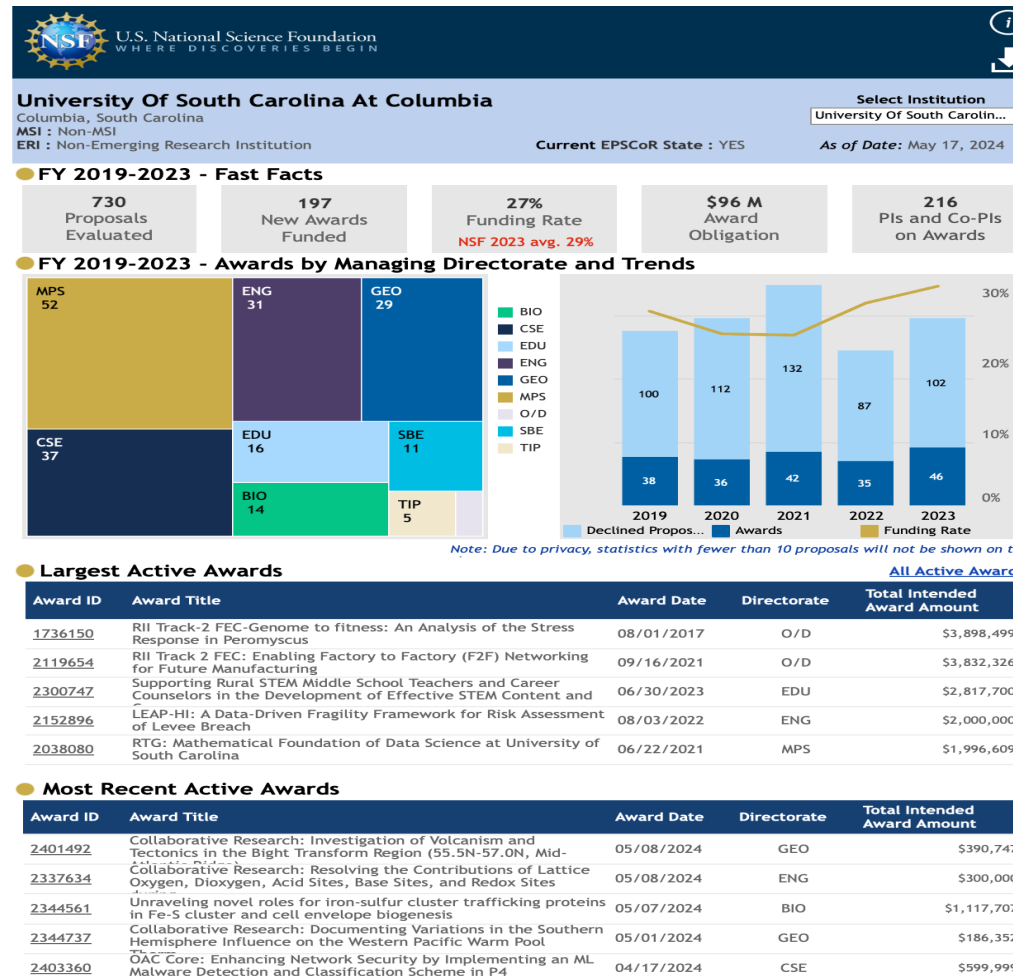 NSF
U.S. National Science Foundation
WHERE DISCOVERIES BEGIN
i
University Of South Carolina At Columbia
Columbia, South Carolina
MSI : Non-MSI
ERI : Non-Emerging Research Institution
Current EPSCoR State : YES
Select Institution
University Of South Carolin...
As of Date: May 17, 2024
FY 2019-2023 - Fast Facts
730
Proposals
Evaluated
197
New Awards
Funded
27%
Funding Rate
NSF 2023 avg. 29%
$96 M
Award
Obligation
216
PIs and Co-PIs
on Awards
FY 2019-2023 - Awards by Managing Directorate and Trends
MPS
52
ENG
31
GEO
29
CSE
37
EDU
16
SBE
11
BIO
14
TIP
5
BIO
CSE
EDU
ENG
GEO
MPS
O/D
SBE
TIP
30%
20%
10%
0%
100
112
132
87
102
38
36
42
35
46
2019
2020
2021
2022
2023
Declined Propos...
Awards
Funding Rate
Note: Due to privacy, statistics with fewer than 10 proposals will not be shown on t
Largest Active Awards
All Active Award
Award ID Award Title Award Date Directorate Total Intended
Award Amount
1736150 RII Track-2 FEC-Genome to fitness: An Analysis of the Stress
Response in Peromyscus 08/01/2017 O/D $3,898,499
2119654 RII Track 2 FEC: Enabling Factory to Factory (F2F) Networking
for Future Manufacturing 09/16/2021 O/D $3,832,326
2300747 Supporting Rural STEM Middle School Teachers and Career
Counselors in the Development of Effective STEM Content and 06/30/2023 EDU $2,817,700
2152896 LEAP-HI: A Data-Driven Fragility Framework for Risk Assessment
of Levee Breach 08/03/2022 ENG $2,000,000
2038080 RTG: Mathematical Foundation of Data Science at University of
South Carolina 06/22/2021 MPS $1,996,609
Most Recent Active Awards
Award ID Award Title Award Date Directorate Total Intended
Award Amount
2401492 Collaborative Research: Investigation of Volcanism and
Tectonics in the Bight Transform Region (55.5N-57.0N, Mid- 05/08/2024 GEO $390,747
2337634 Collaborative Research: Resolving the Contributions of Lattice
Oxygen, Dioxygen, Acid Sites, Base Sites, and Redox Sites 05/08/2024 ENG $300,000
2344561 Unraveling novel roles for iron-sulfur cluster trafficking proteins
in Fe-S cluster and cell envelope biogenesis 05/07/2024 BIO $1,117,707
2344737 Collaborative Research: Documenting Variations in the Southern
Hemisphere Influence on the Western Pacific Warm Pool 05/01/2024 GEO $186,357
2403360 OAC Core: Enhancing Network Security by Implementing an ML
Malware Detection and Classification Scheme in P4 04/17/2024 CSE $599,999